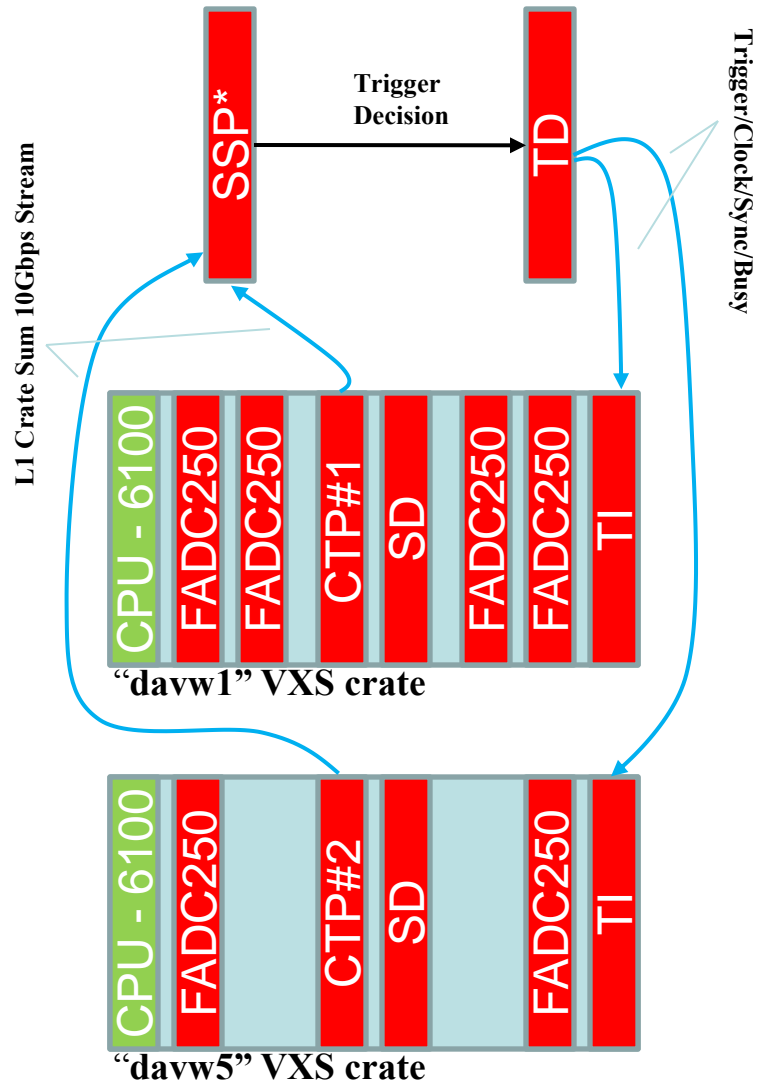 SSP*
Trigger
Decision
TD
Trigger/Clock/Sync/Busy
L1 Crate Sum 10Gbps Stream
CPU - 6100
FADC250
FADC250
CTP#1
SD
FADC250
FADC250
TI
“davw1” VXS crate
CPU - 6100
FADC250
CTP#2
SD
FADC250
TI
“davw5” VXS crate